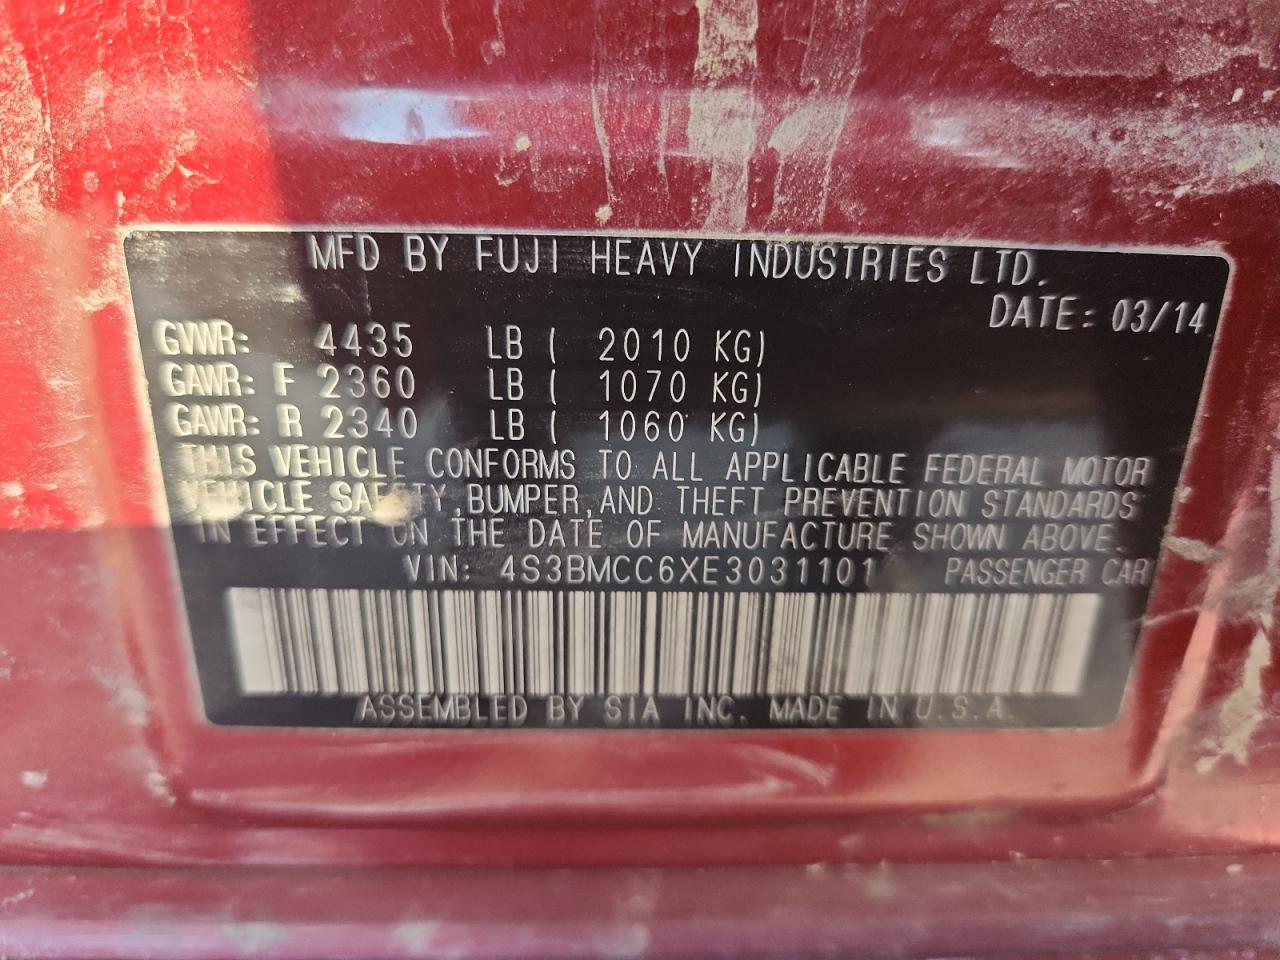 MFD BY FUJI HEAVY INDUSTRIES LTD.
DATE: 03/14
GVWR: 4435 LB ( 2010 KG)
GAWR: F 2360 LB ( 1070 KG)
GAWR: R 2340 LB ( 1060 KG)
THIS VEHICLE CONFORMS TO ALL APPLICABLE FEDERAL MOTOR
VEHICLE SAFETY, BUMPER, AND THEFT PREVENTION STANDARDS
IN EFFECT ON THE DATE OF MANUFACTURE SHOWN ABOVE.
VIN: 4S3BMCC6XE3031101 PASSENGER CAR
ASSEMBLED BY SIA INC. MADE IN U.S.A.